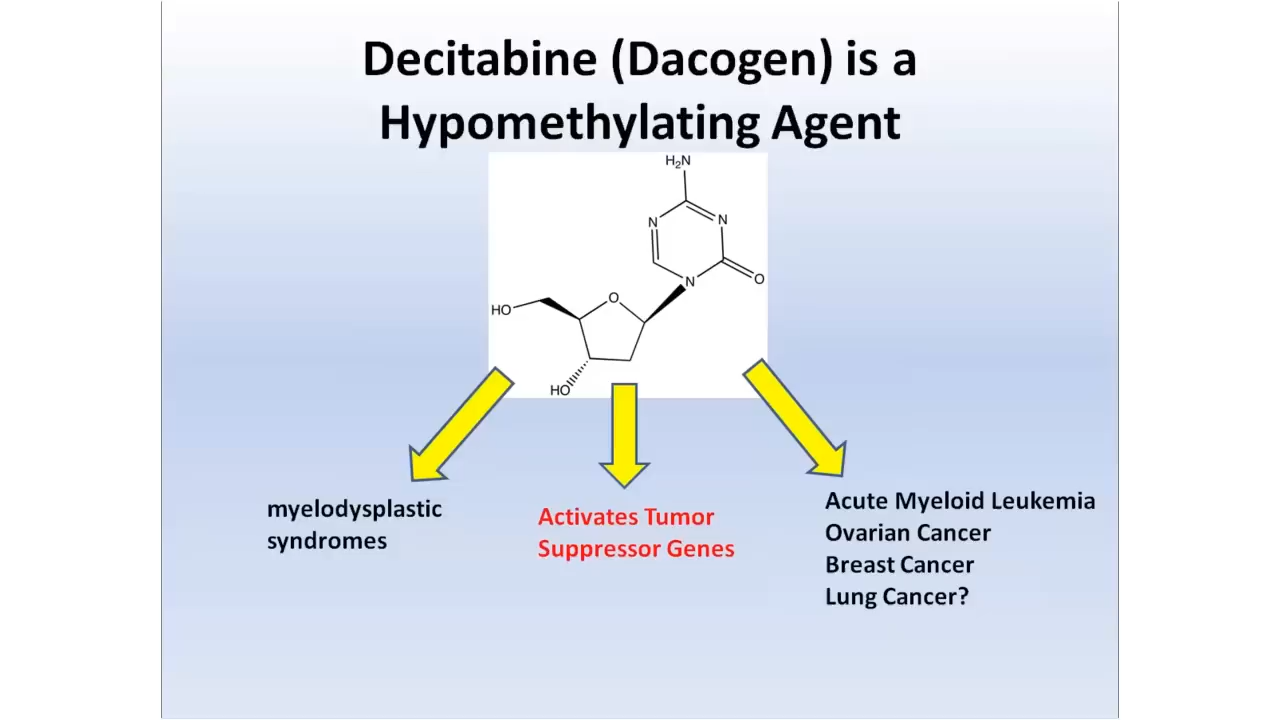 Decitabine (Dacogen) is a
Hypomethylating Agent
H₂N
N
N
N
O
O
HO
HO
myelodysplastic
syndromes
Activates Tumor
Suppressor Genes
Acute Myeloid Leukemia
Ovarian Cancer
Breast Cancer
Lung Cancer?